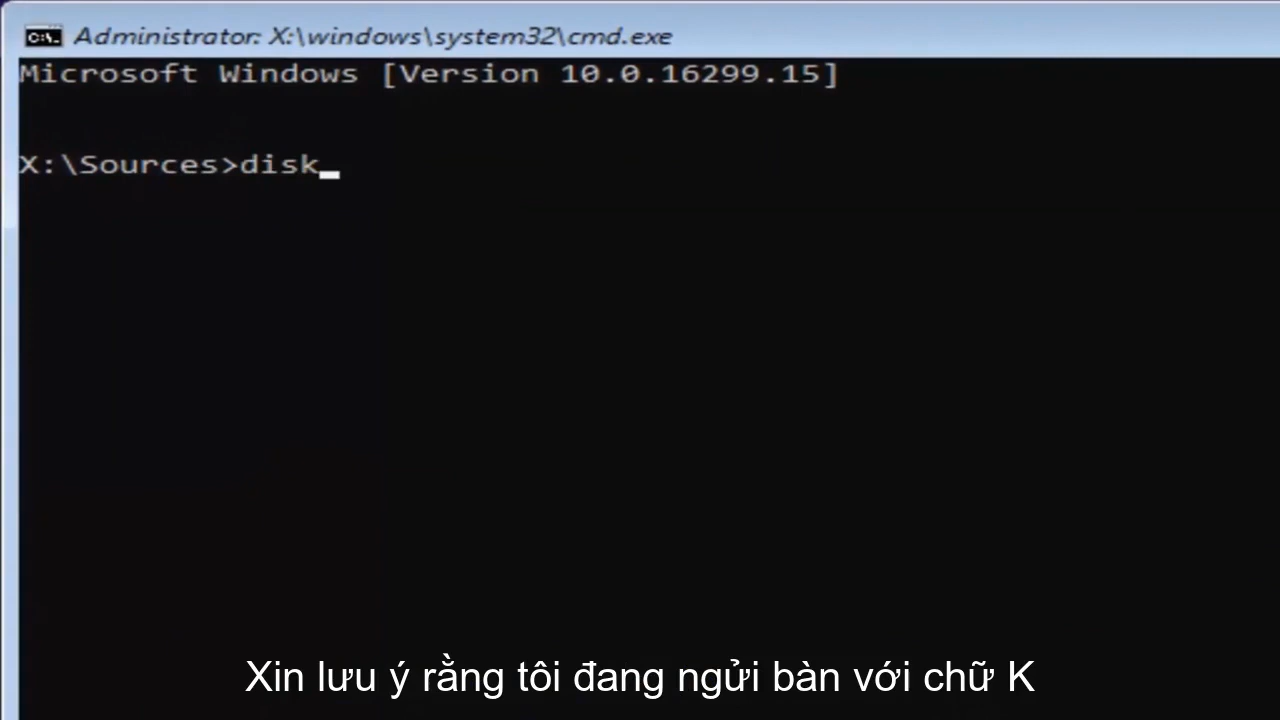 Administrator: X:\windows\system32\cmd.exe
Microsoft Windows [Version 10.0.16299.15]
X:\Sources>disk_
Xin lưu ý rằng tôi đang ngửi bàn với chữ K